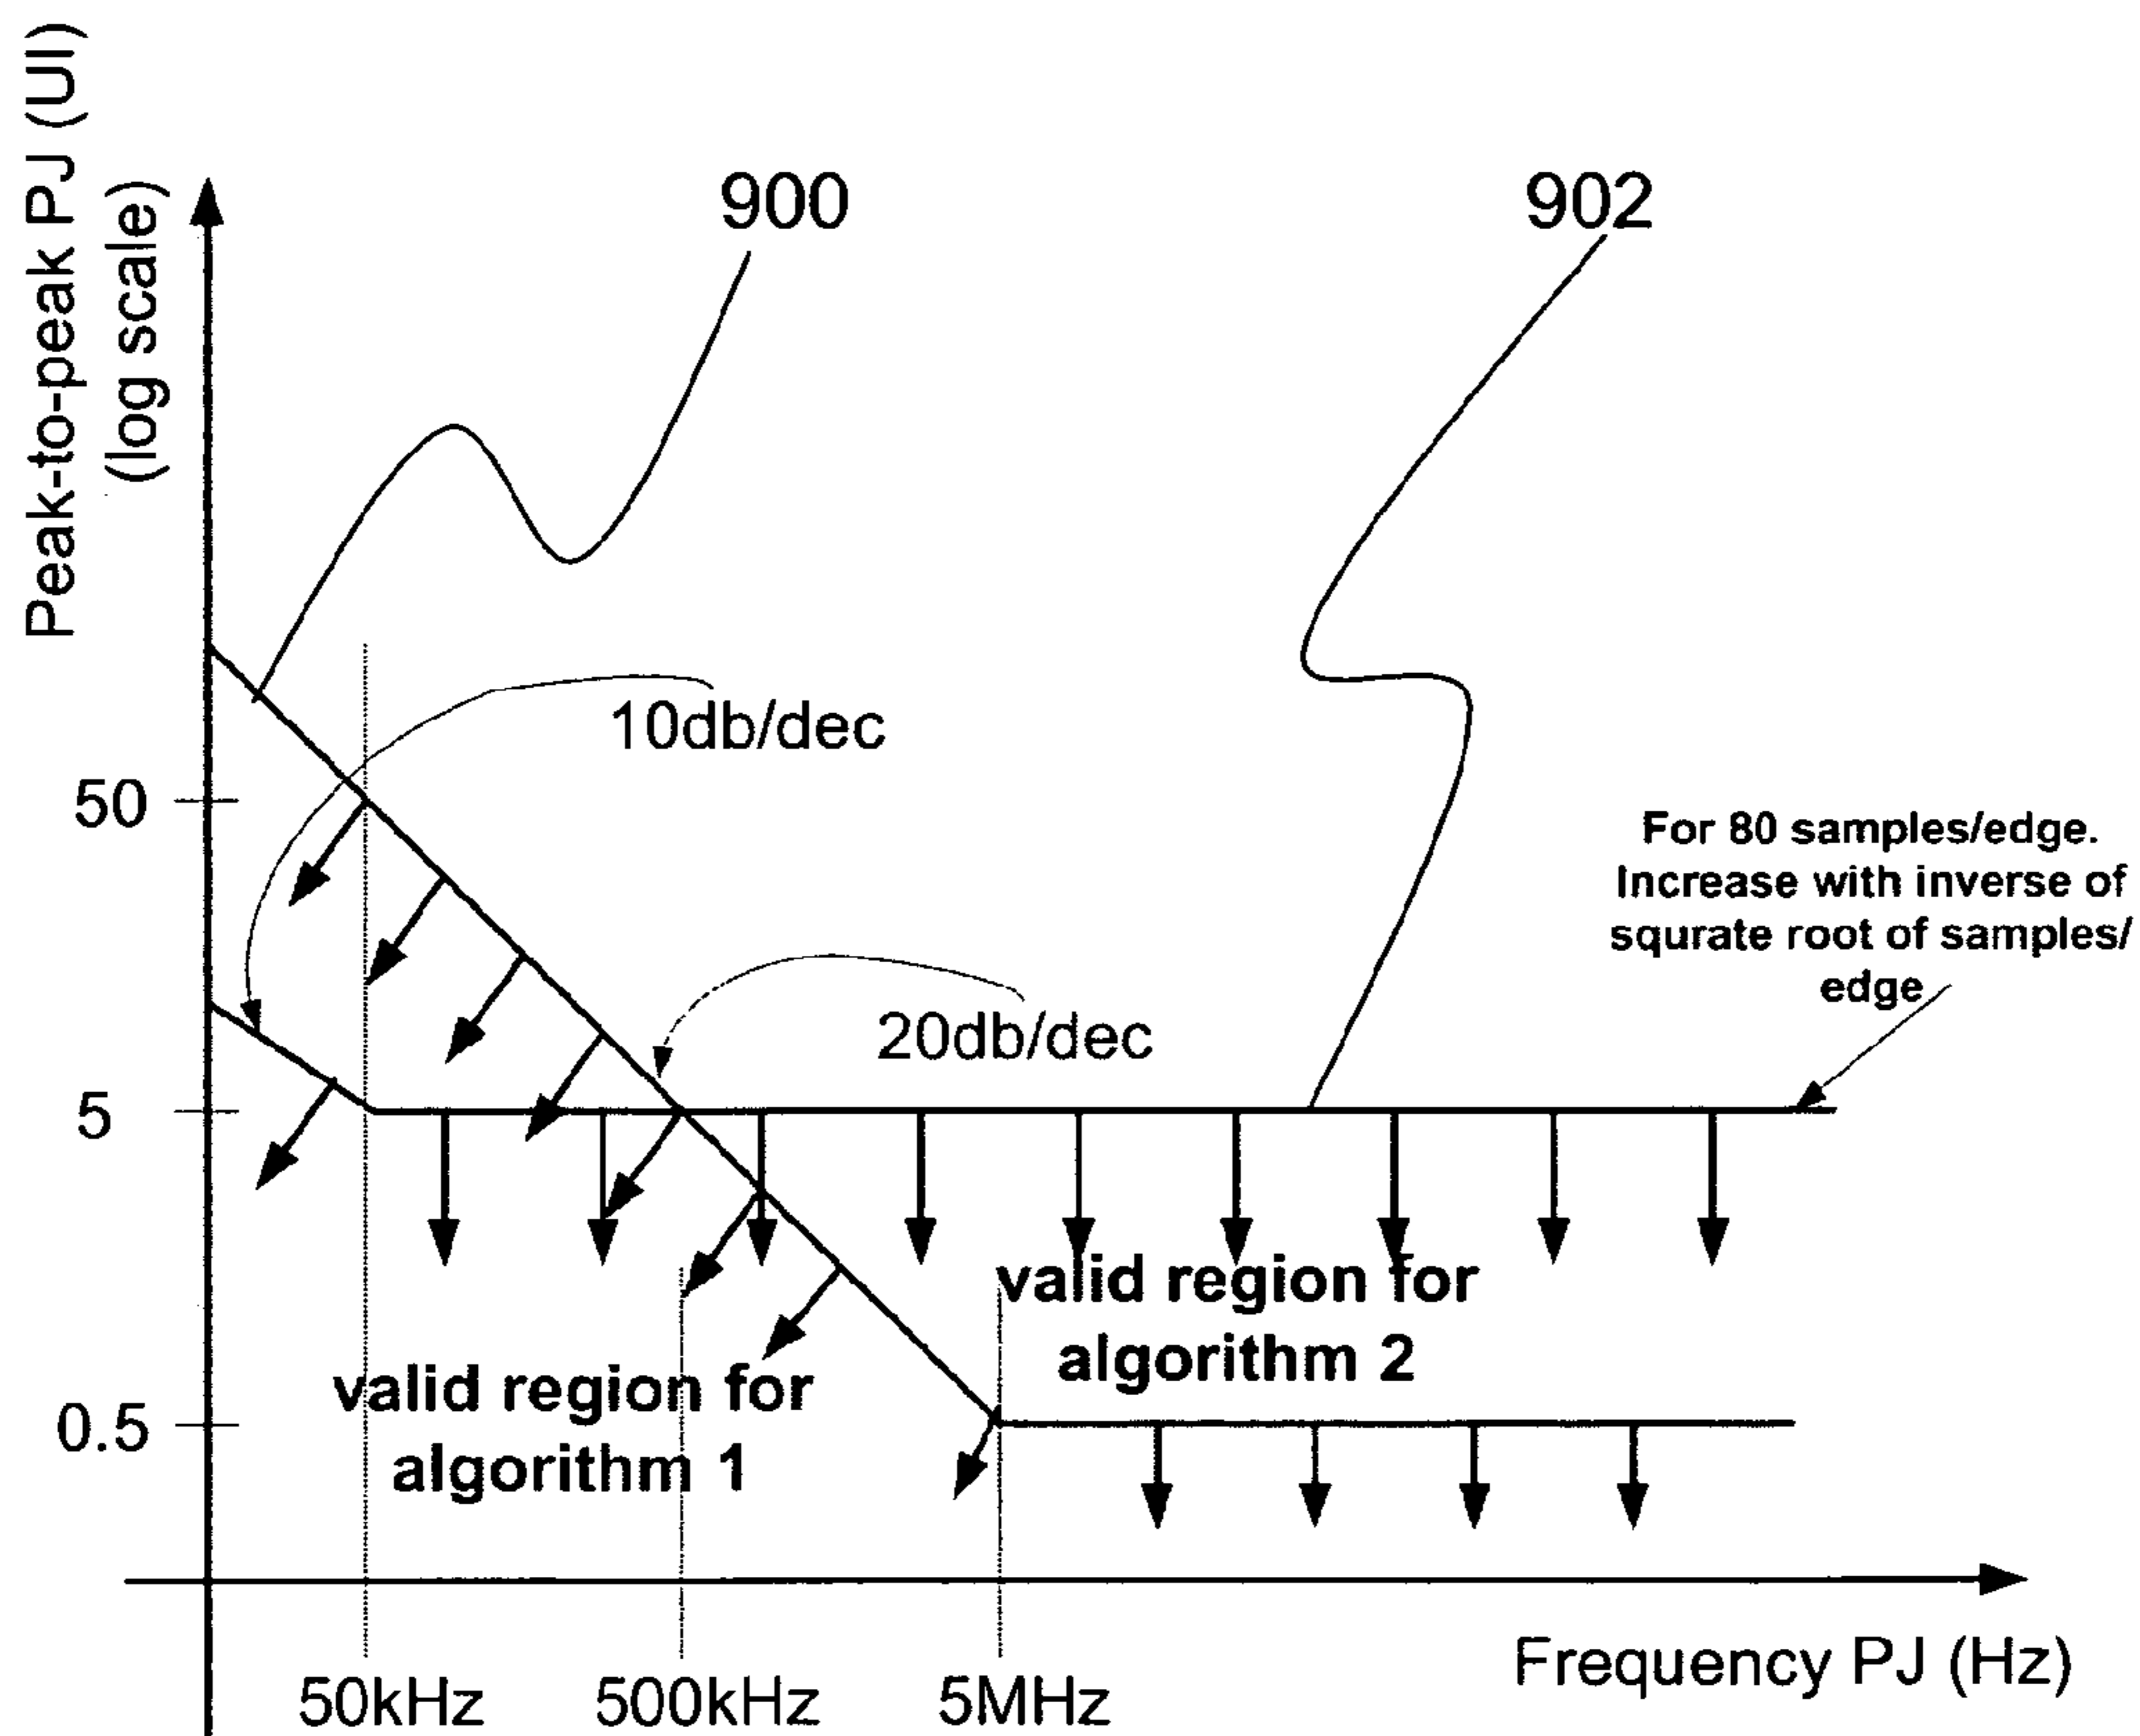 Peak-to-peak PJ (UI)
(log scale)
900
902
10db/dec
50
For 80 samples/edge.
Increase with inverse of
squrate root of samples/
edge
20db/dec
5
valid region for
algorithm 2
valid region for
algorithm 1
0.5
Frequency PJ (Hz)
50kHz
500kHz
5MHz